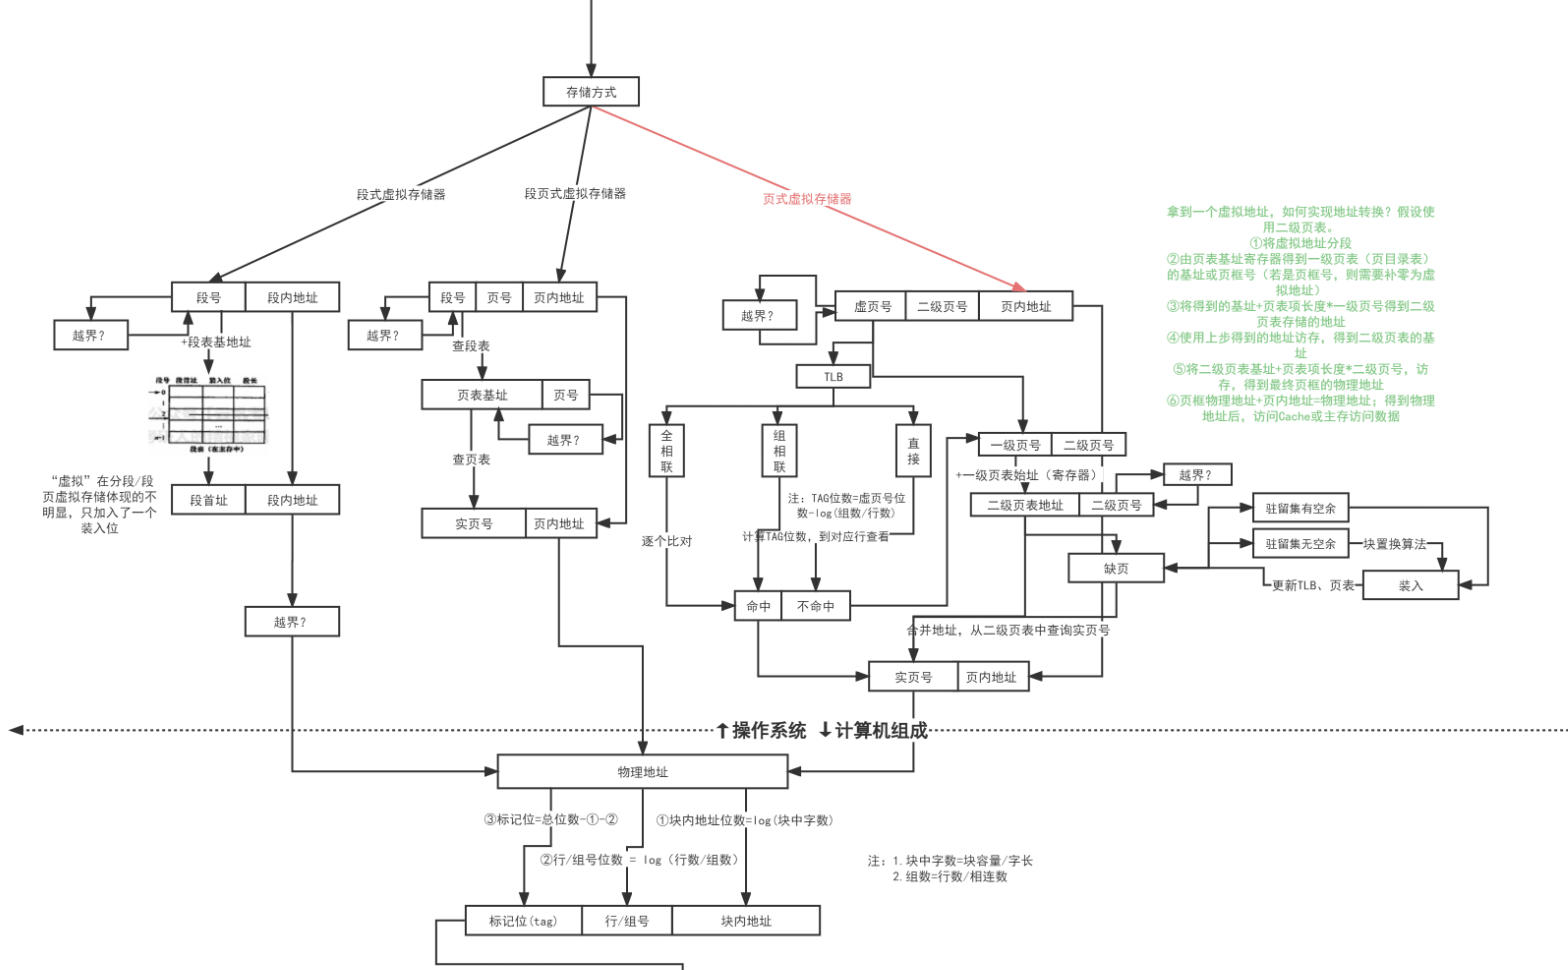 存储方式
段式虚拟存储器
段页式虚拟存储器
页式虚拟存储器
拿到一个虚拟地址，如何实现地址转换？假设使
用二级页表。
①将虚拟地址分段
②由页表基址寄存器得到一级页表（页目录表）
的基址或页框号（若是页框号，则需要补零为虚
拟地址）
③将得到的基址+页表项长度*一级页号得到二级
页表存储的地址
④使用上步得到的地址访存，得到二级页表的基
址
⑤将二级页表基址+页表项长度*二级页号，访
存，得到最终页框的物理地址
⑥页框物理地址+页内地址=物理地址；得到物理
地址后，访问Cache或主存访问数据
段号 段内地址
越界？
+段表基地址
段号 段首址 装入位 段长
0
1
2
...
n-1
段表（在主存中）
段首址 段内地址
“虚拟”在分段/段
页虚拟存储体现的不
明显，只加入了一个
装入位
越界？
段号 页号 页内地址
越界？
查段表
页表基址 页号
越界？
查页表
实页号 页内地址
虚页号 二级页号 页内地址
越界？
TLB
全相联
组相联
直接
注：TAG位数=虚页号位
数-log(组数/行数)
逐个比对
计算TAG位数，到对应行查看
命中 不命中
一级页号 二级页号
+一级页表始址（寄存器）
越界？
二级页表地址 二级页号
驻留集有空余
驻留集无空余
块置换算法
缺页
更新TLB、页表
装入
合并地址，从二级页表中查询实页号
实页号 页内地址
↑操作系统 ↓计算机组成
物理地址
③标记位=总位数-①-②
①块内地址位数=log(块中字数)
②行/组号位数 = log（行数/组数）
注：1.块中字数=块容量/字长
2.组数=行数/相连数
标记位(tag) 行/组号 块内地址